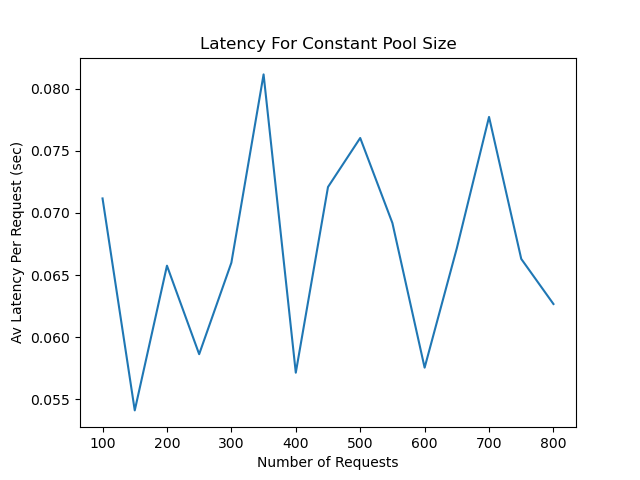 Latency For Constant Pool Size
0.080
0.075
0.070
0.065
0.060
0.055
Av Latency Per Request (sec)
100 200 300 400 500 600 700 800
Number of Requests